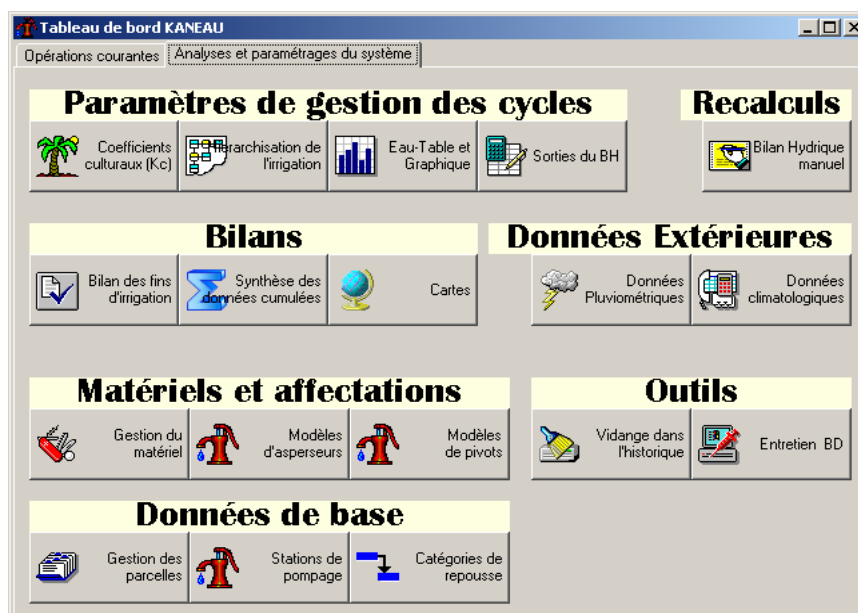 Tableau de bord KANEAU
Opérations courantes
Analyses et paramétrages du système
Paramètres de gestion des cycles
Recalculs
Coefficients
culturaux (Kc)
Hiérarchisation de
l'irrigation
Eau-Table et
Graphique
Sorties du BH
Bilan Hydrique
manuel
Bilans
Données Extérieures
Bilan des fins
d'irrigation
Synthèse des
données cumulées
Cartes
Données
Pluviométriques
Données
climatologiques
Matériels et affectations
Outils
Gestion du
matériel
Modèles
d'asperseurs
Modèles
de pivots
Vidange dans
l'historique
Entretien BD
Données de base
Gestion des
parcelles
Stations de
pompage
Catégories de
repousse